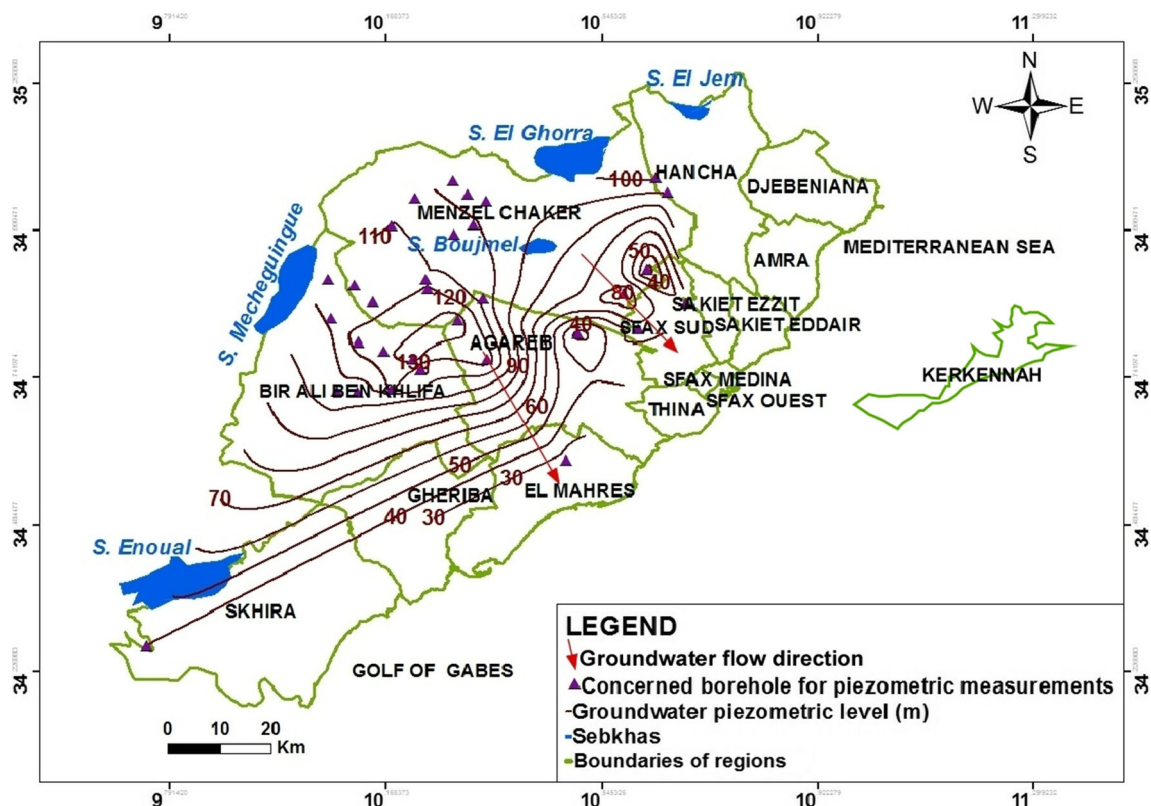 9 10 10 10 11
N
W E
S
35 35
S. El Jem
S. El Ghorra
100
HANCHA
DJEBENIANA
MENZEL CHAKER
34 34
110
S. Boujmel
S. Mecheguingue
AMRA
MEDITERRANEAN SEA
50
40
80
120
SAKIET EZZIT
40
SFAX SUD
SAKIET EDDAIR
AGAREB
130
90
34 34
SFAX MEDINA
KERKENNAH
BIR ALI BEN KHLIFA
SFAX OUEST
60
THINA
50
30
70
GHERIBA
EL MAHRES
40 30
34 34
S. Enoual
SKHIRA
GOLF OF GABES
34 34
LEGEND
Groundwater flow direction
Concerned borehole for piezometric measurements
Groundwater piezometric level (m)
Sebkhas
Boundaries of regions
0 10 20
Km
9 10 10 10 11